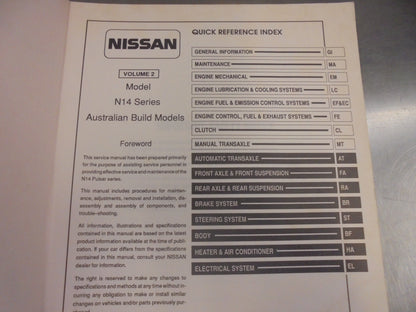 NISSAN
VOLUME 2
Model
N14 Series
Australian Build Models
Foreword
This service manual has been prepared primarily
for the purpose of assisting service personnel in
providing effective service and maintenance of the
N14 Pulsar series.
This manual includes procedures for mainten-
ance, adjustments, removal and installation, dis-
assembly and assembly of components, and
trouble-shooting.
All information, illustrations and specifications
contained in this manual are based on the latest
product information available at the time of publi-
cation. If your car differs from the specifications
contained in this manual, consult your NISSAN
dealer for information.
The right is reserved to make any changes to
specifications and methods at any time without in-
curring any obligation to make or install similar
changes on vehicles and/or parts previously pur-
QUICK REFERENCE INDEX
GENERAL INFORMATION GI
MAINTENANCE MA
ENGINE MECHANICAL EM
ENGINE LUBRICATION & COOLING SYSTEMS LC
ENGINE FUEL & EMISSION CONTROL SYSTEMS EF&EC
ENGINE CONTROL, FUEL & EXHAUST SYSTEMS FE
CLUTCH CL
MANUAL TRANSAXLE MT
AUTOMATIC TRANSAXLE AT
FRONT AXLE & FRONT SUSPENSION FA
REAR AXLE & REAR SUSPENSION RA
BRAKE SYSTEM BR
STEERING SYSTEM ST
BODY BF
HEATER & AIR CONDITIONER HA
ELECTRICAL SYSTEM EL